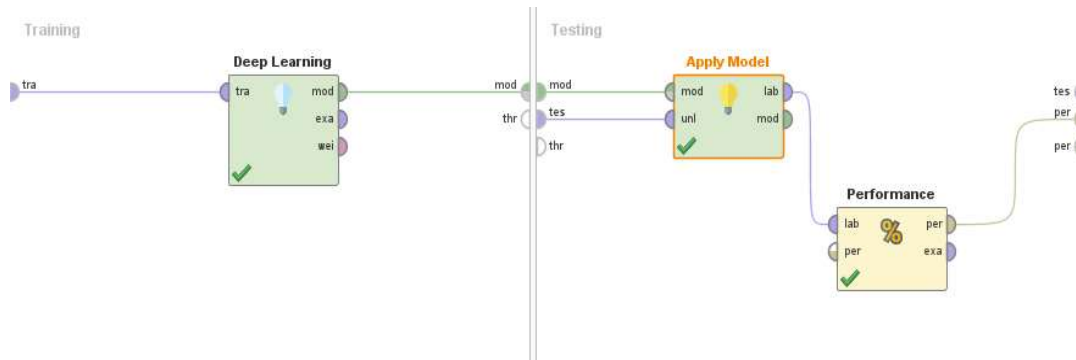 Training
Testing
Deep Learning
Apply Model
tra
tra
mod
mod
mod
mod
lab
tes
exa
thr
tes
unl
mod
per
wei
thr
per
Performance
lab
per
per
exa
%